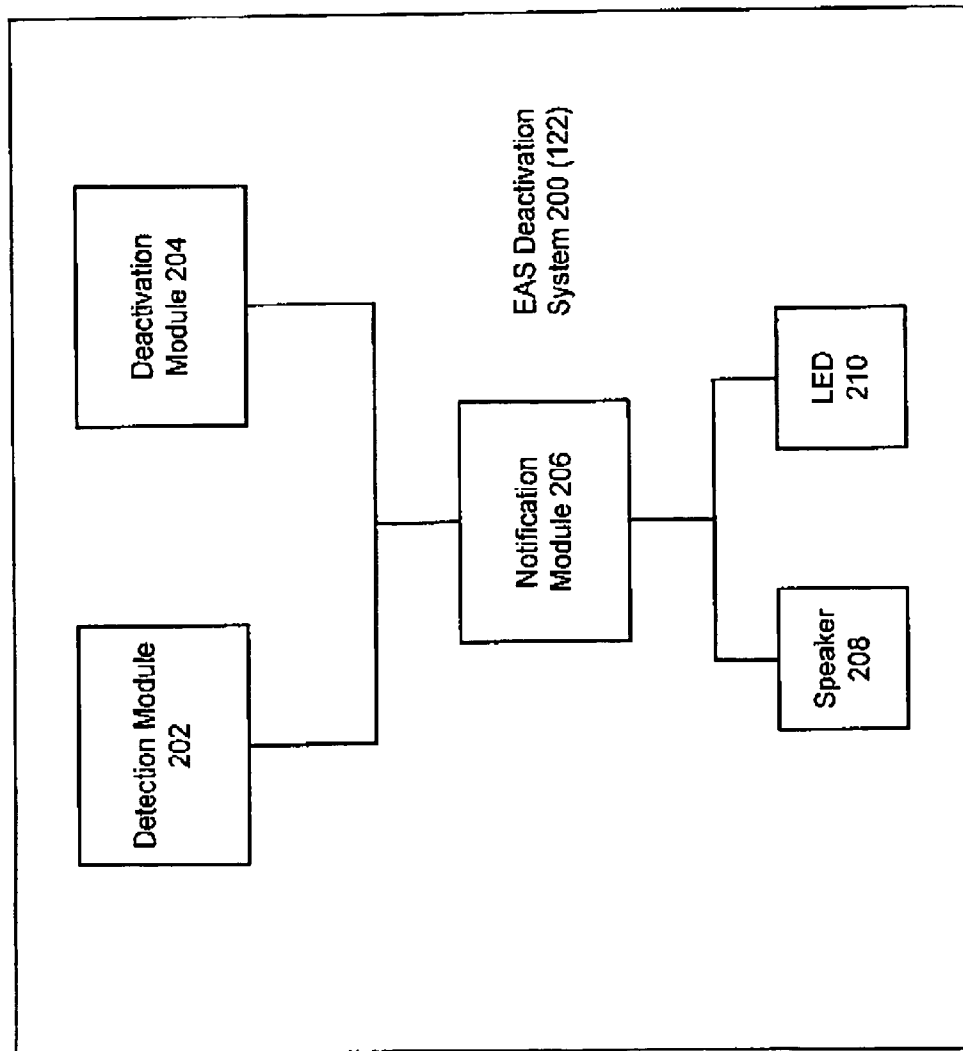 Detection Module
202
Deactivation
Module 204
Notification
Module 206
EAS Deactivation
System 200 (122)
Speaker
208
LED
210